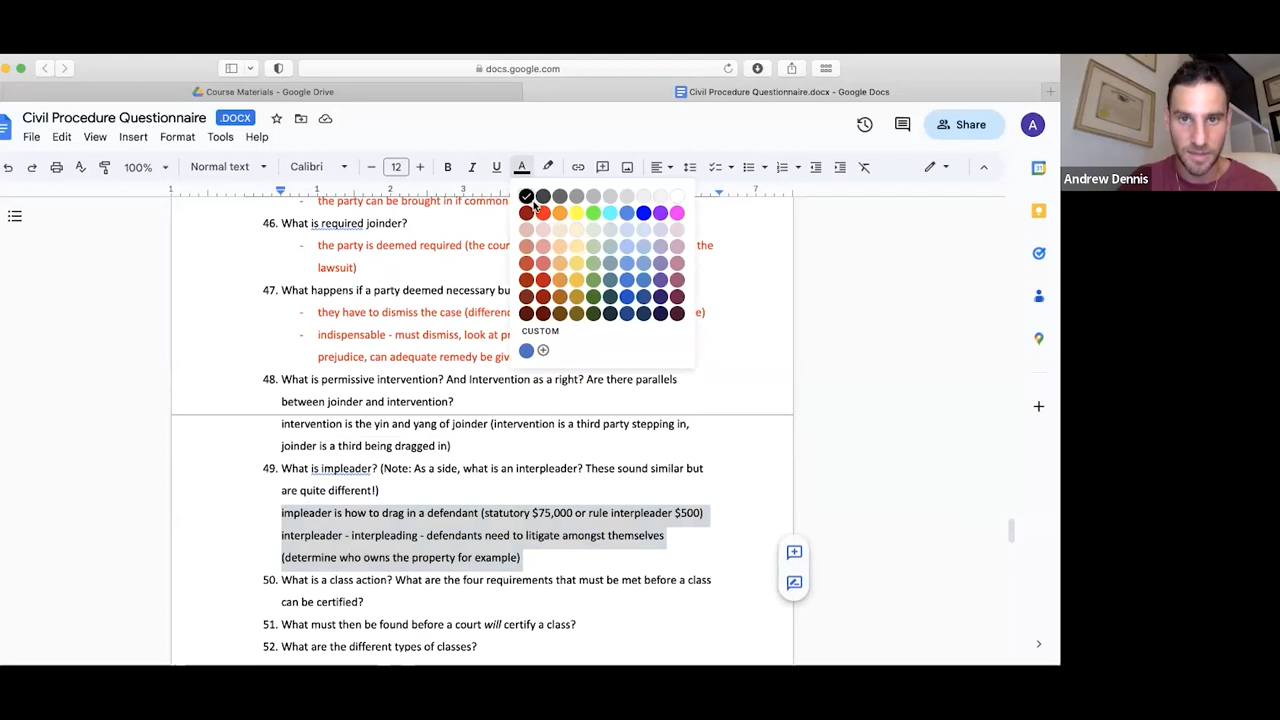 docs.google.com
Course Materials - Google Drive
Civil Procedure Questionnaire.docx - Google Docs
Civil Procedure Questionnaire
.DOCX
File Edit View Insert Format Tools Help
Share
A
Andrew Dennis
100%
Normal text
Calibri
12
B I U A
1 1 2 3 7
the party can be brought in if common
46. What is required joinder?
- the party is deemed required (the cour the
lawsuit)
47. What happens if a party deemed necessary bu
- they have to dismiss the case (differenc e)
- indispensable - must dismiss, look at pr
prejudice, can adequate remedy be giv
CUSTOM
48. What is permissive intervention? And Intervention as a right? Are there parallels
between joinder and intervention?
intervention is the yin and yang of joinder (intervention is a third party stepping in,
joinder is a third being dragged in)
49. What is impleader? (Note: As a side, what is an interpleader? These sound similar but
are quite different!)
impleader is how to drag in a defendant (statutory $75,000 or rule interpleader $500)
interpleader - interpleading - defendants need to litigate amongst themselves
(determine who owns the property for example)
50. What is a class action? What are the four requirements that must be met before a class
can be certified?
51. What must then be found before a court will certify a class?
52. What are the different types of classes?